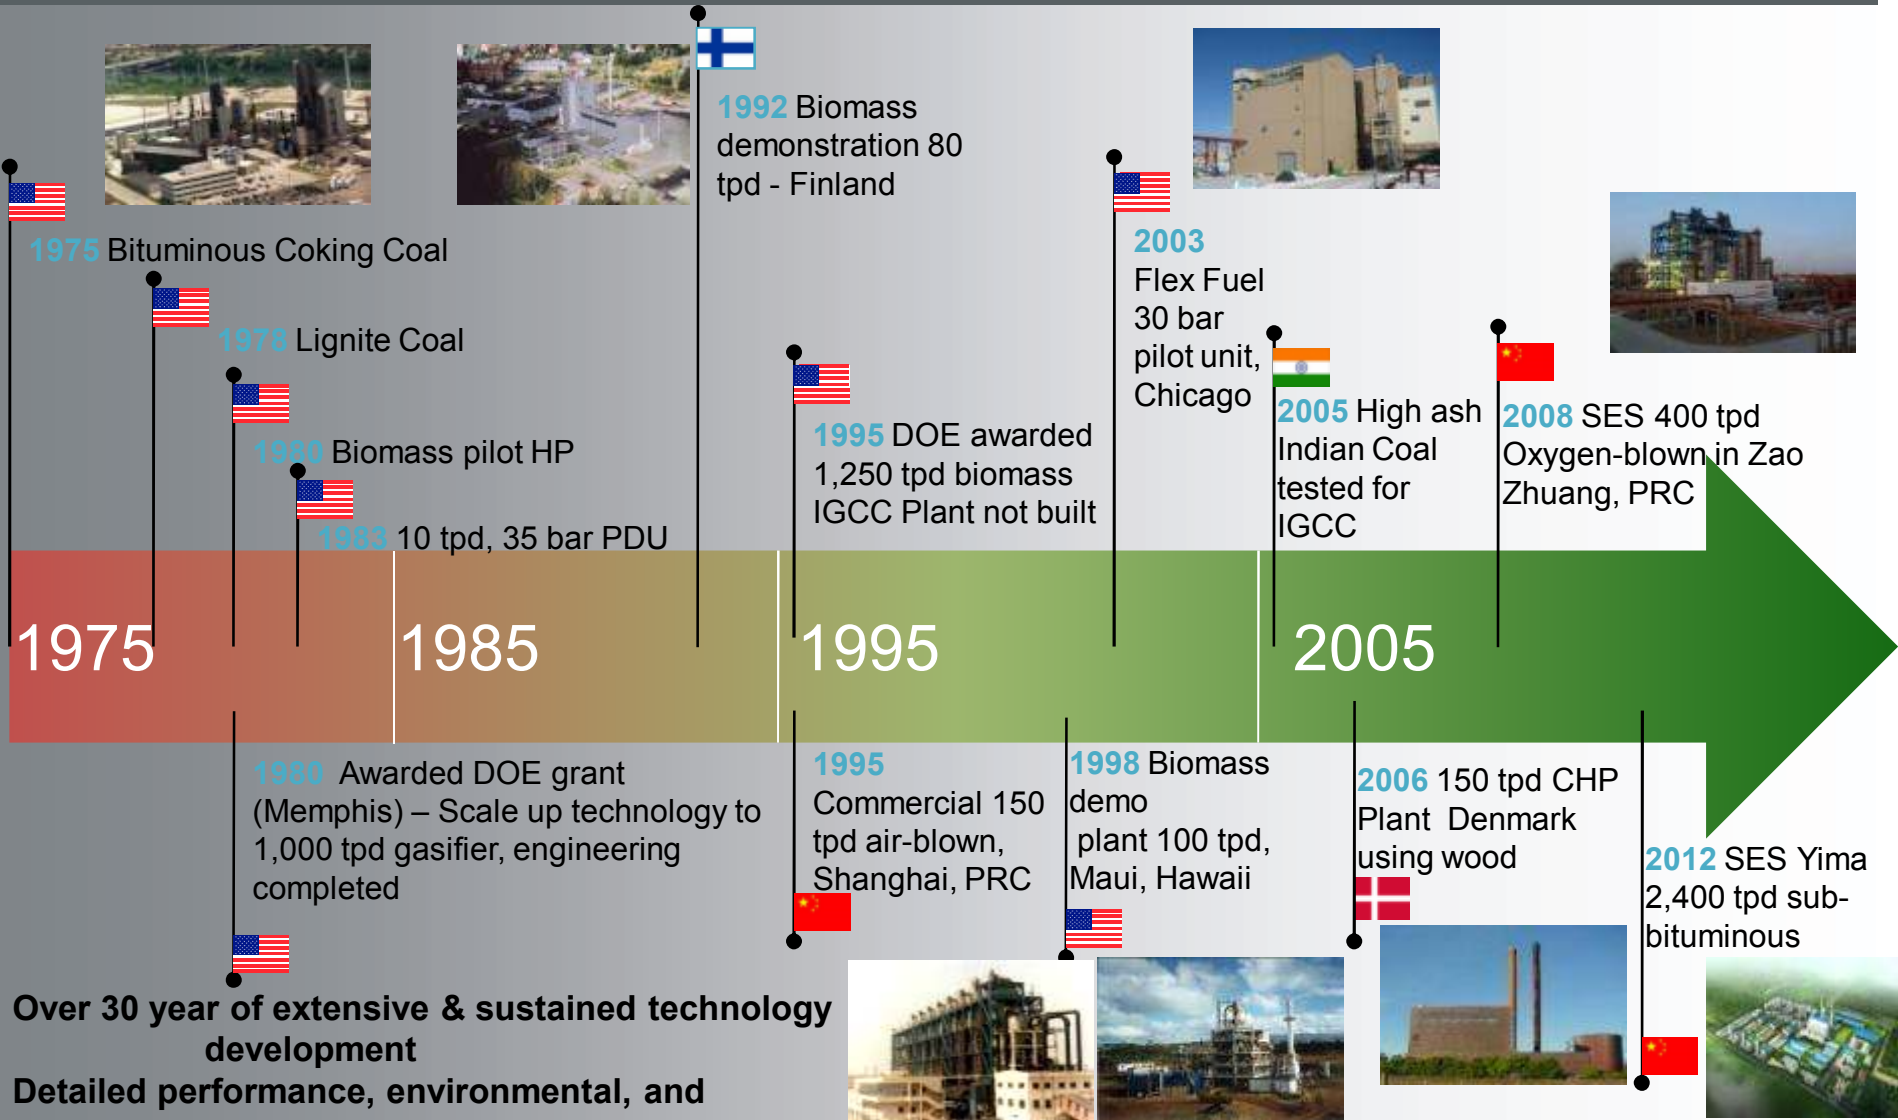 1992 Biomass
demonstration 80
tpd - Finland
1975 Bituminous Coking Coal
1978 Lignite Coal
1980 Biomass pilot HP
1983 10 tpd, 35 bar PDU
1995 DOE awarded
1,250 tpd biomass
IGCC Plant not built
2003
Flex Fuel
30 bar
pilot unit,
Chicago
2005 High ash
Indian Coal
tested for
IGCC
2008 SES 400 tpd
Oxygen-blown in Zao
Zhuang, PRC
1975
1985
1995
2005
1980 Awarded DOE grant
(Memphis) – Scale up technology to
1,000 tpd gasifier, engineering
completed
1995
Commercial 150
tpd air-blown,
Shanghai, PRC
1998 Biomass
demo
plant 100 tpd,
Maui, Hawaii
2006 150 tpd CHP
Plant Denmark
using wood
2012 SES Yima
2,400 tpd sub-
bituminous
Over 30 year of extensive & sustained technology
development
Detailed performance, environmental, and